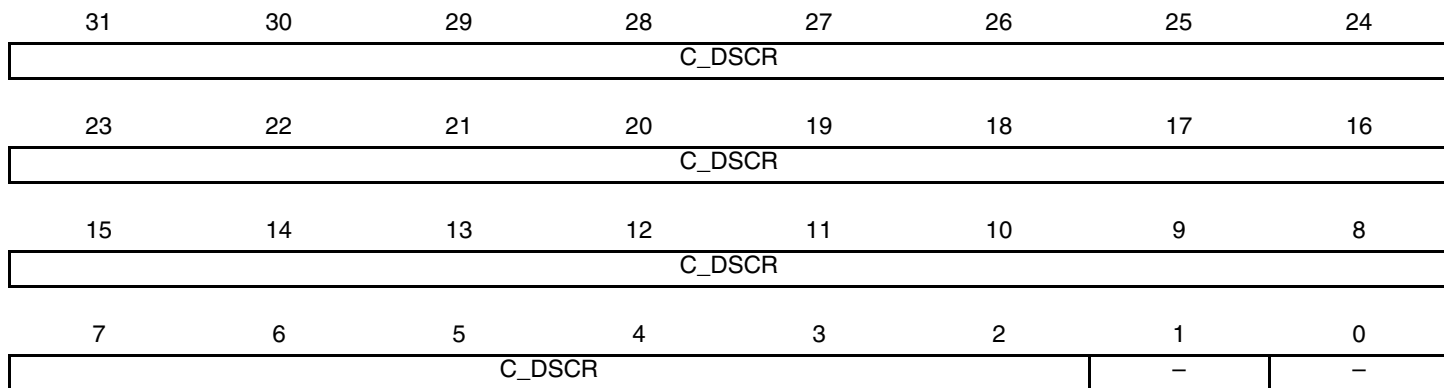 31 30 29 28 27 26 25 24
C_DSCR
23 22 21 20 19 18 17 16
C_DSCR
15 14 13 12 11 10 9 8
C_DSCR
7 6 5 4 3 2 1 0
C_DSCR – –